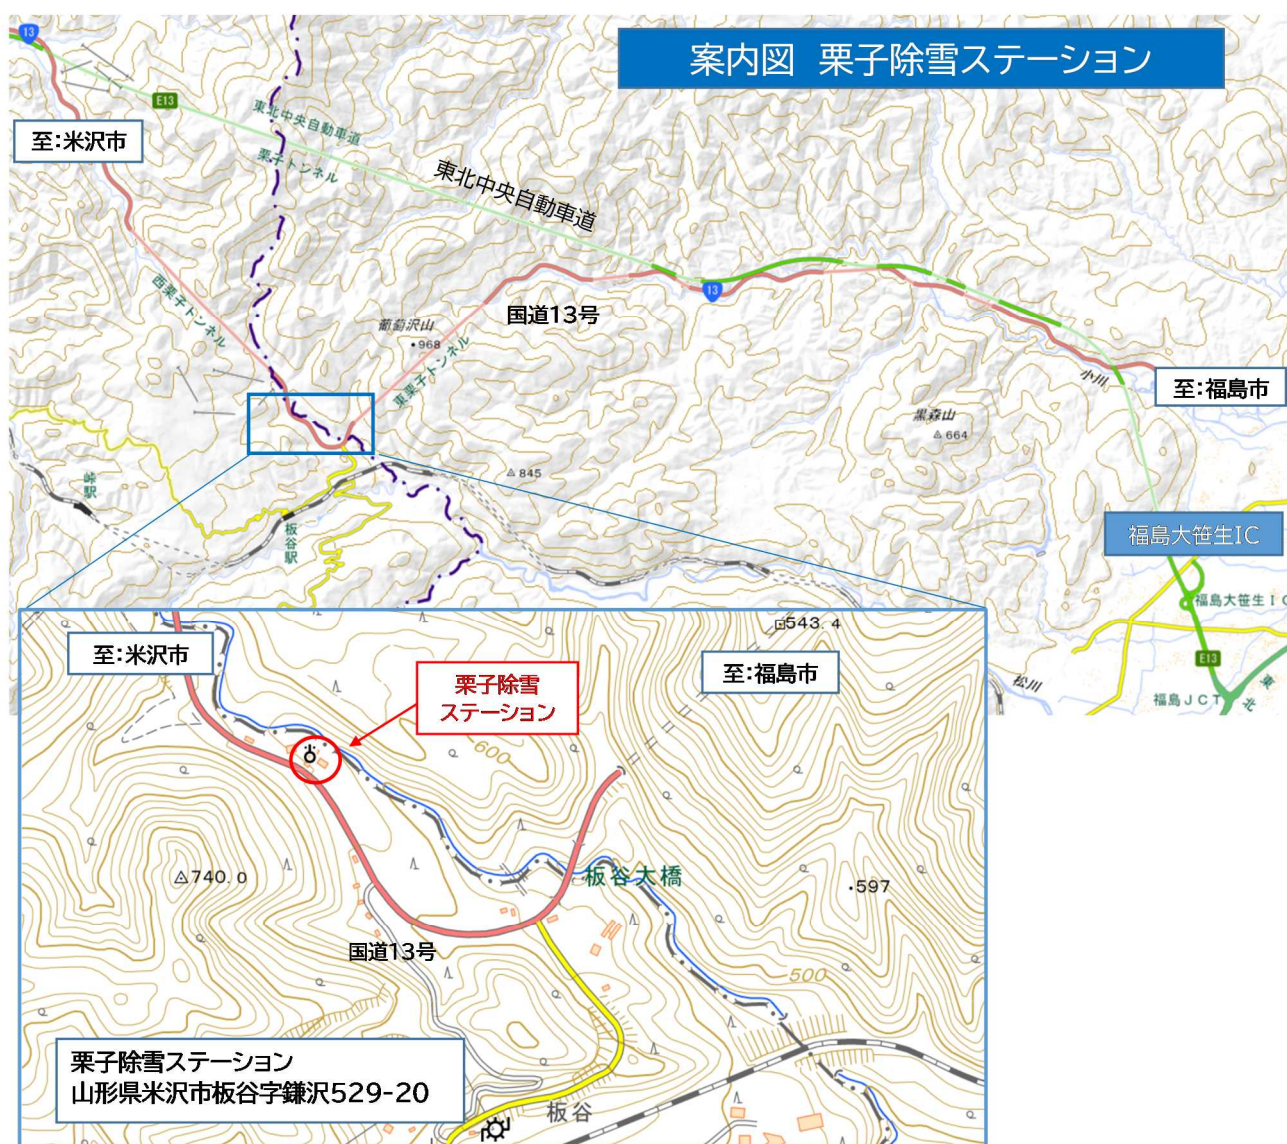 案内図 栗子除雪ステーション
13
E13
至:米沢市
東北中央自動車道
栗子トンネル
東北中央自動車道
西栗子トンネル
葡萄沢山
・968
東栗子トンネル
国道13号
13
小川
至:福島市
黒森山
664
845
峠駅
板谷駅
福島大笹生IC
福島大笹生IC
E13
福島JCT
東北
松川
至:米沢市
栗子除雪
ステーション
至:福島市
543.4
600
740.0
板谷大橋
・597
国道13号
500
栗子除雪ステーション
山形県米沢市板谷字鎌沢529-20
板谷